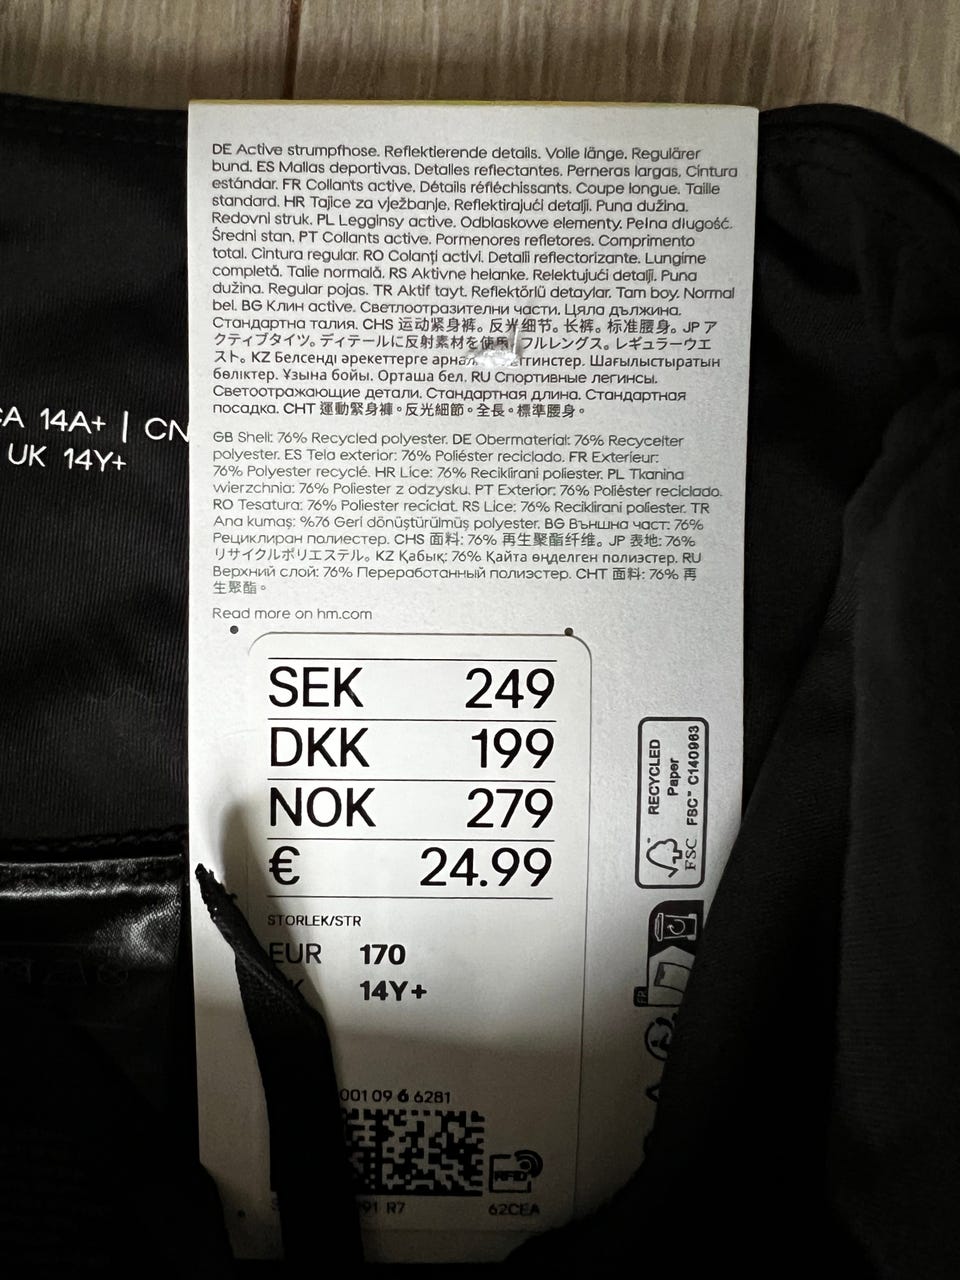 DE Active strumpfhose. Reflektierende details. Volle länge. Regulärer
bund. ES Mallas deportivas. Detalles reflectantes. Perneras largas. Cintura
estándar. FR Collants active. Détails réfléchissants. Coupe longue. Taille
standard. HR Tajice za vježbanje. Reflektirajući detalji. Puna dužina.
Redovni struk. PL Legginsy active. Odblaskowe elementy. Pełna długość.
Średni stan. PT Collants active. Pormenores refletores. Comprimento
total. Cintura regular. RO Colanți activi. Detalii reflectorizante. Lungime
completă. Talie normală. RS Aktivne helanke. Relektujući detalji. Puna
dužina. Regular pojas. TR Aktif tayt. Reflektörlü detaylar. Tam boy. Normal
bel. BG Клин active. Светлоотразителни части. Цяла дължина.
Стандартна талия. CHS 运动紧身裤。反光细节。长裤。标准腰身。JP ア
クティブタイツ。ディテールに反射素材を使用 フルレングス。レギュラーウエ
スト。KZ Белсенді әрекеттерге Шағылыстыратын
бөліктер. Ұзына бойы. Орташа бел. RU Спортивные легинсы.
Светоотражающие детали. Стандартная длина. Стандартная
посадка. CHT 運動緊身褲。反光細節。全長。標準腰身。
GB Shell: 76% Recycled polyester. DE Obermaterial: 76% Recycelter
polyester. ES Tela exterior: 76% Poliéster reciclado. FR Exterieur:
76% Polyester recyclé. HR Lice: 76% Reciklirani poliester. PL Tkanina
wierzchnia: 76% Poliester z odzysku. PT Exterior: 76% Poliéster reciclado.
RO Tesatura: 76% Poliester reciclat. RS Lice: 76% Reciklirani poliester. TR
Ana kumaş: %76 Geri dönüştürülmüş polyester. BG Външна част: 76%
Рециклиран полиестер. CHS 面料: 76% 再生聚酯纤维。JP 表地: 76%
リサイクルポリエステル。KZ Қабық: 76% Қайта өңделген полиэстер. RU
Верхний слой: 76% Переработанный полиэстер. CHT 面料: 76% 再
生聚酯。
Read more on hm.com
CA 14A+ | CN
UK 14Y+
SEK 249
DKK 199
NOK 279
€ 24.99
STORLEK/STR
EUR 170
14Y+
001 09 6 6281
RFID
91 R7 62CEA
RECYCLED
Paper
FSC™ C140963
FSC
FR